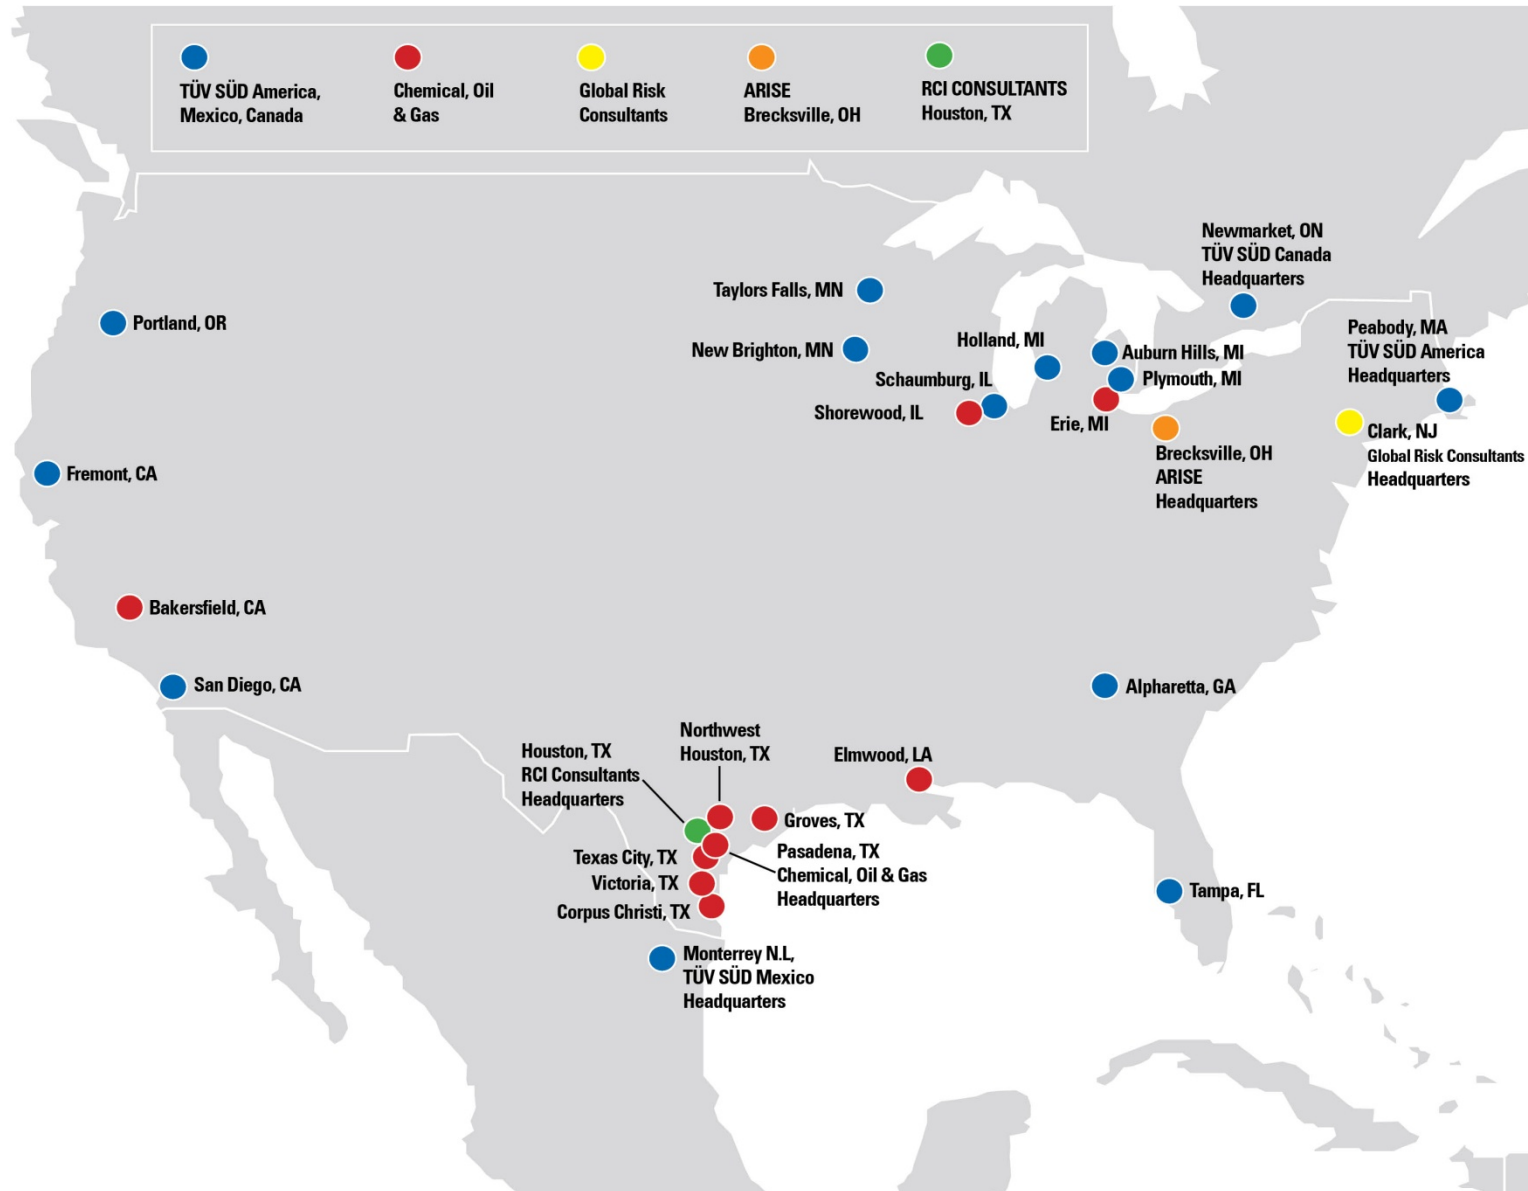 TÜV SÜD America,
Mexico, Canada
Chemical, Oil
& Gas
Global Risk
Consultants
ARISE
Brecksville, OH
RCI CONSULTANTS
Houston, TX
Newmarket, ON
TÜV SÜD Canada
Headquarters
Taylors Falls, MN
Portland, OR
New Brighton, MN
Holland, MI
Auburn Hills, MI
Peabody, MA
TÜV SÜD America
Headquarters
Schaumburg, IL
Plymouth, MI
Shorewood, IL
Erie, MI
Clark, NJ
Global Risk Consultants
Headquarters
Brecksville, OH
ARISE
Headquarters
Fremont, CA
Bakersfield, CA
San Diego, CA
Alpharetta, GA
Northwest
Houston, TX
Houston, TX
RCI Consultants
Headquarters
Elmwood, LA
Groves, TX
Pasadena, TX
Chemical, Oil & Gas
Headquarters
Texas City, TX
Victoria, TX
Corpus Christi, TX
Tampa, FL
Monterrey N.L,
TÜV SÜD Mexico
Headquarters